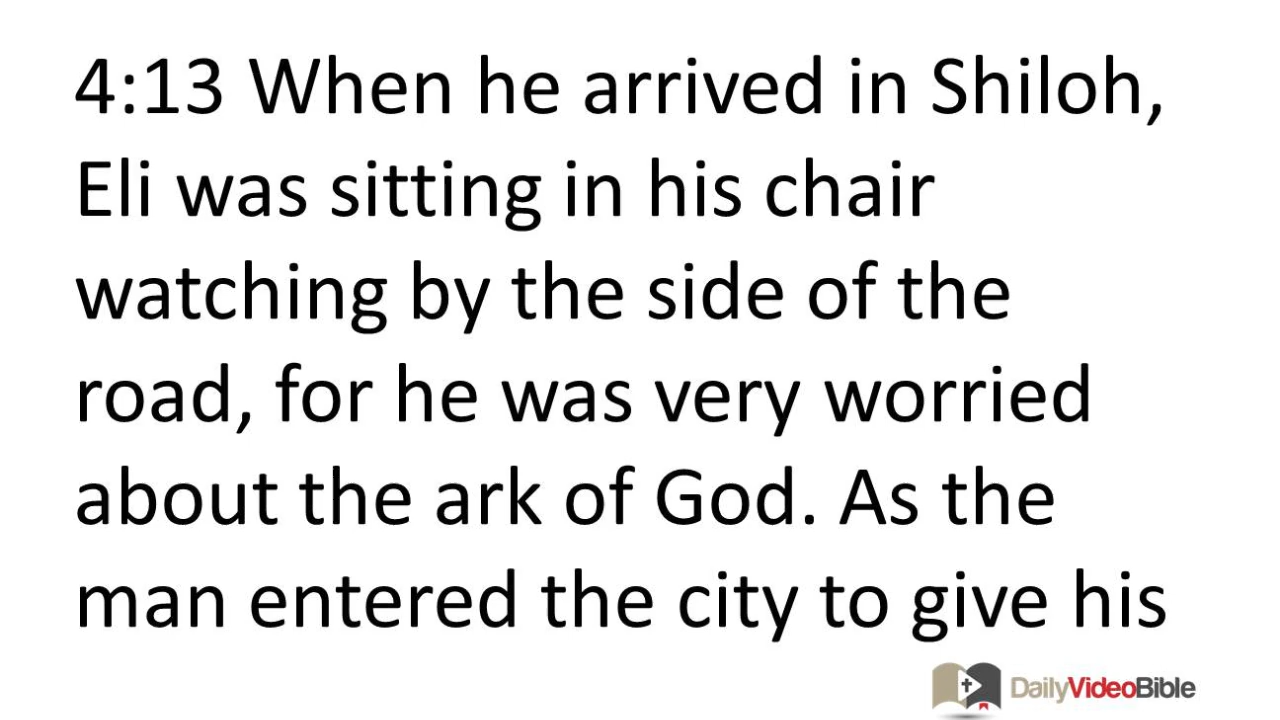 4:13 When he arrived in Shiloh,
Eli was sitting in his chair
watching by the side of the
road, for he was very worried
about the ark of God. As the
man entered the city to give his
DailyVideoBible